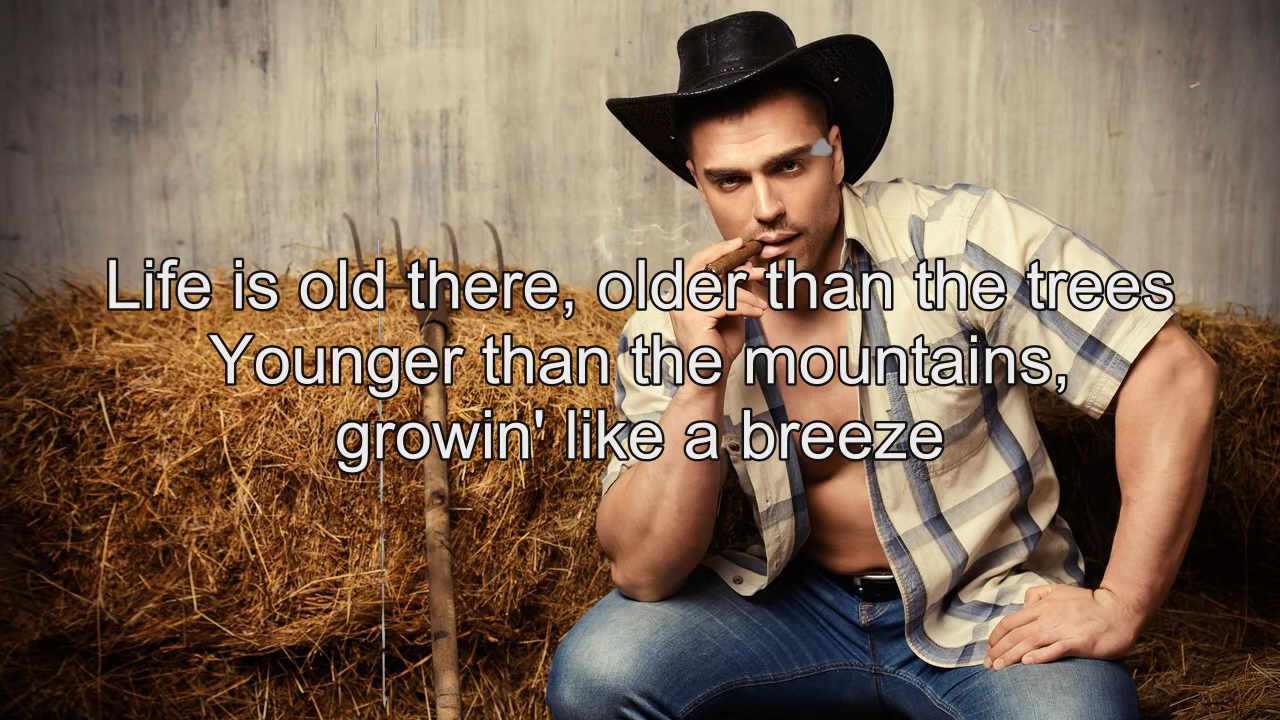 Life is old there, older than the trees
Younger than the mountains,
growin' like a breeze